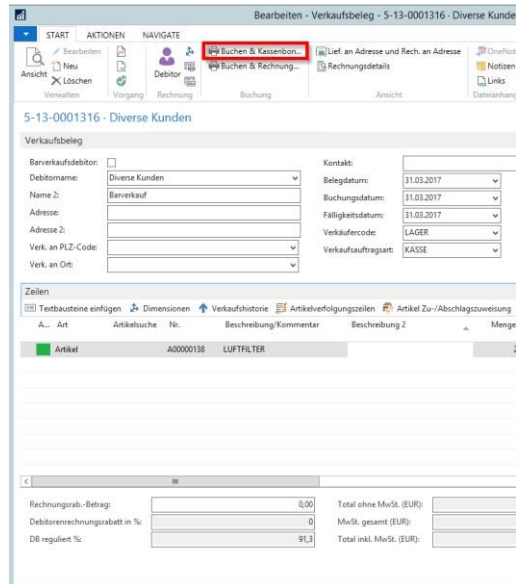 Bearbeiten - Verkaufsbeleg - 5-13-0001316 · Diverse Kunde
START AKTIONEN NAVIGATE
Ansicht
Bearbeiten
Neu
Löschen
Verwalten
Vorgang
Debitor
Rechnung
Buchen & Kassenbon...
Buchen & Rechnung...
Buchung
Lief. an Adresse und Rech. an Adresse
Rechnungsdetails
Ansicht
OneNot
Notizen
Links
Dateianhang
5-13-0001316 · Diverse Kunden
Verkaufsbeleg
Barverkaufsdebitor:
Debitorname: Diverse Kunden
Name 2: Barverkauf
Adresse:
Adresse 2:
Verk. an PLZ-Code:
Verk. an Ort:
Kontakt:
Belegdatum: 31.03.2017
Buchungsdatum: 31.03.2017
Fälligkeitsdatum: 31.03.2017
Verkäufercode: LAGER
Verkaufsauftragsart: KASSE
Zeilen
Textbausteine einfügen Dimensionen Verkaufshistorie Artikelverfolgungszeilen Artikel Zu-/Abschlagszuweisung
A... Art Artikelsuche Nr. Beschreibung/Kommentar Beschreibung 2 Menge
Artikel A00000138 LUFTFILTER 2
Rechnungsrab.-Betrag: 0,00
Debitorenrechnungsrabatt in %: 0
DB reguliert %: 91,3
Total ohne MwSt. (EUR):
MwSt. gesamt (EUR):
Total inkl. MwSt. (EUR):